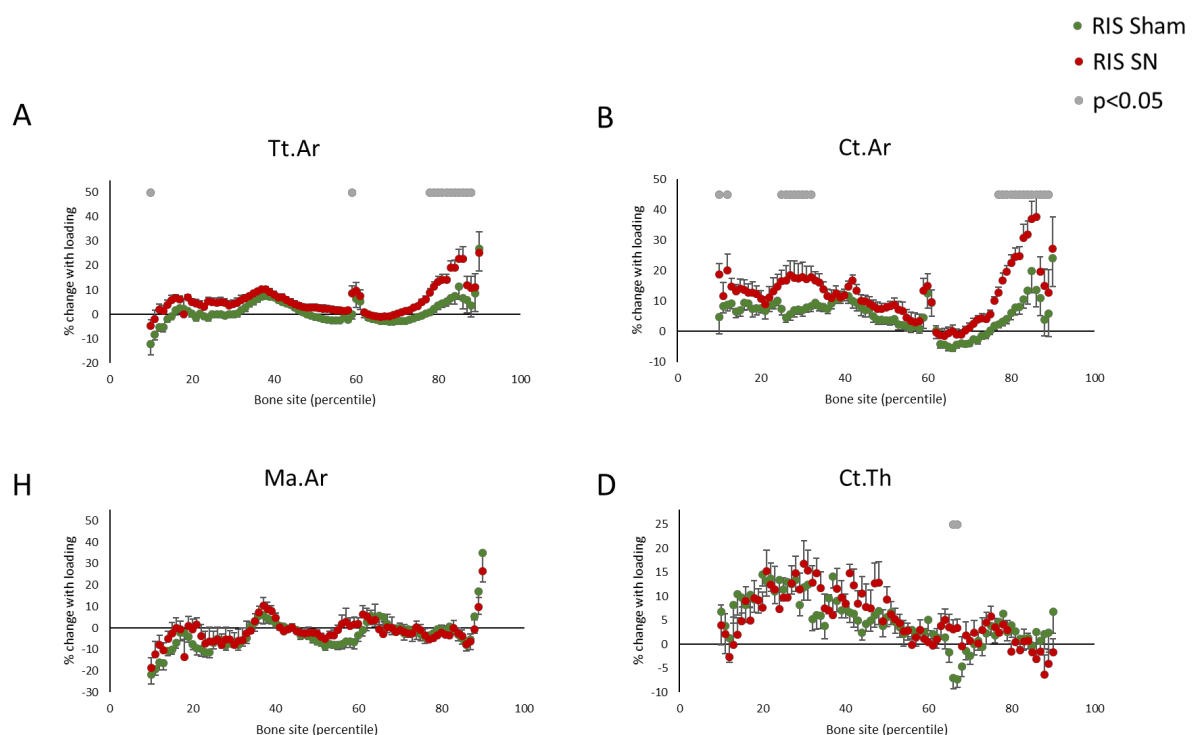 RIS Sham
RIS SN
p<0.05
A
Tt.Ar
% change with loading
50
40
30
20
10
0
-10
-20
0 20 40 60 80 100
Bone site (percentile)
B
Ct.Ar
% change with loading
50
40
30
20
10
0
-10
0 20 40 60 80 100
Bone site (percentile)
H
Ma.Ar
% change with loading
50
40
30
20
10
0
-10
-20
-30
0 20 40 60 80 100
Bone site (percentile)
D
Ct.Th
% change with loading
25
20
15
10
5
0
-5
-10
0 20 40 60 80 100
Bone site (percentile)